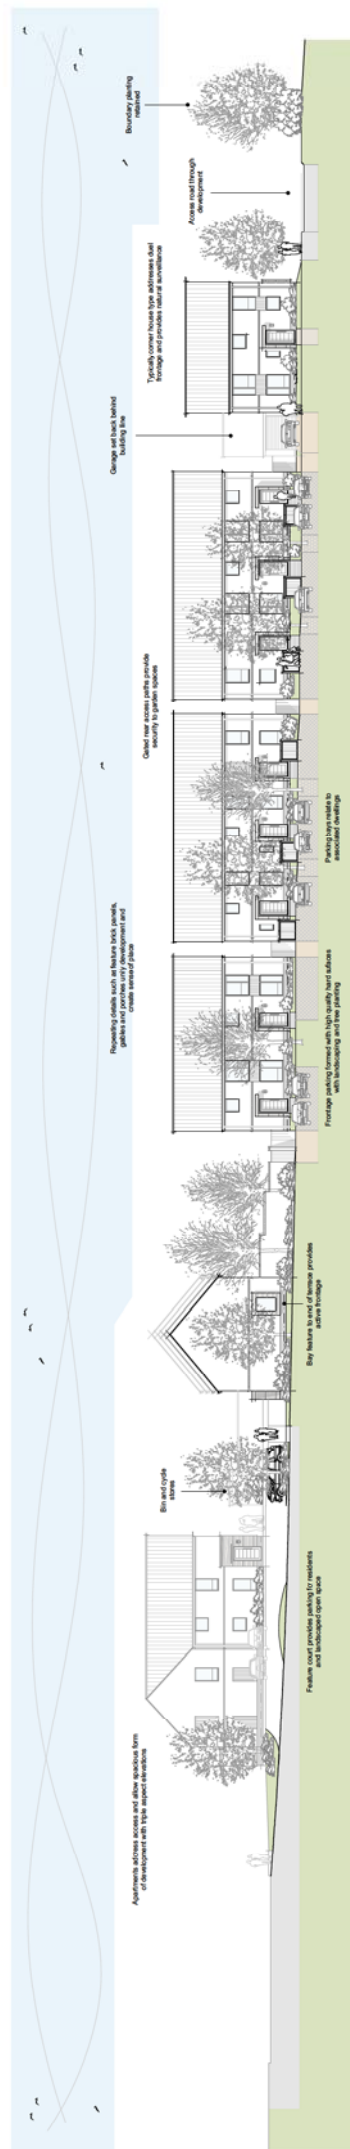 Apartments address access and allow spacious form
of development with triple aspect elevations
Bin and cycle
stores
Repeating details such as feature brick panels,
gables and porches unify development and
create sense of place
Gated rear access paths provide
security to garden spaces
Garage set back behind
building line
Typically corner house type addresses duel
frontage and provides natural surveillance
Boundary planting
retained
Access road through
development
Feature court provides parking for residents
and landscaped open space
Bay feature to end of terrace provides
active frontage
Frontage parking formed with high quality hard sufaces
with landscaping and tree planting
Parking bays relate to
associated dwellings